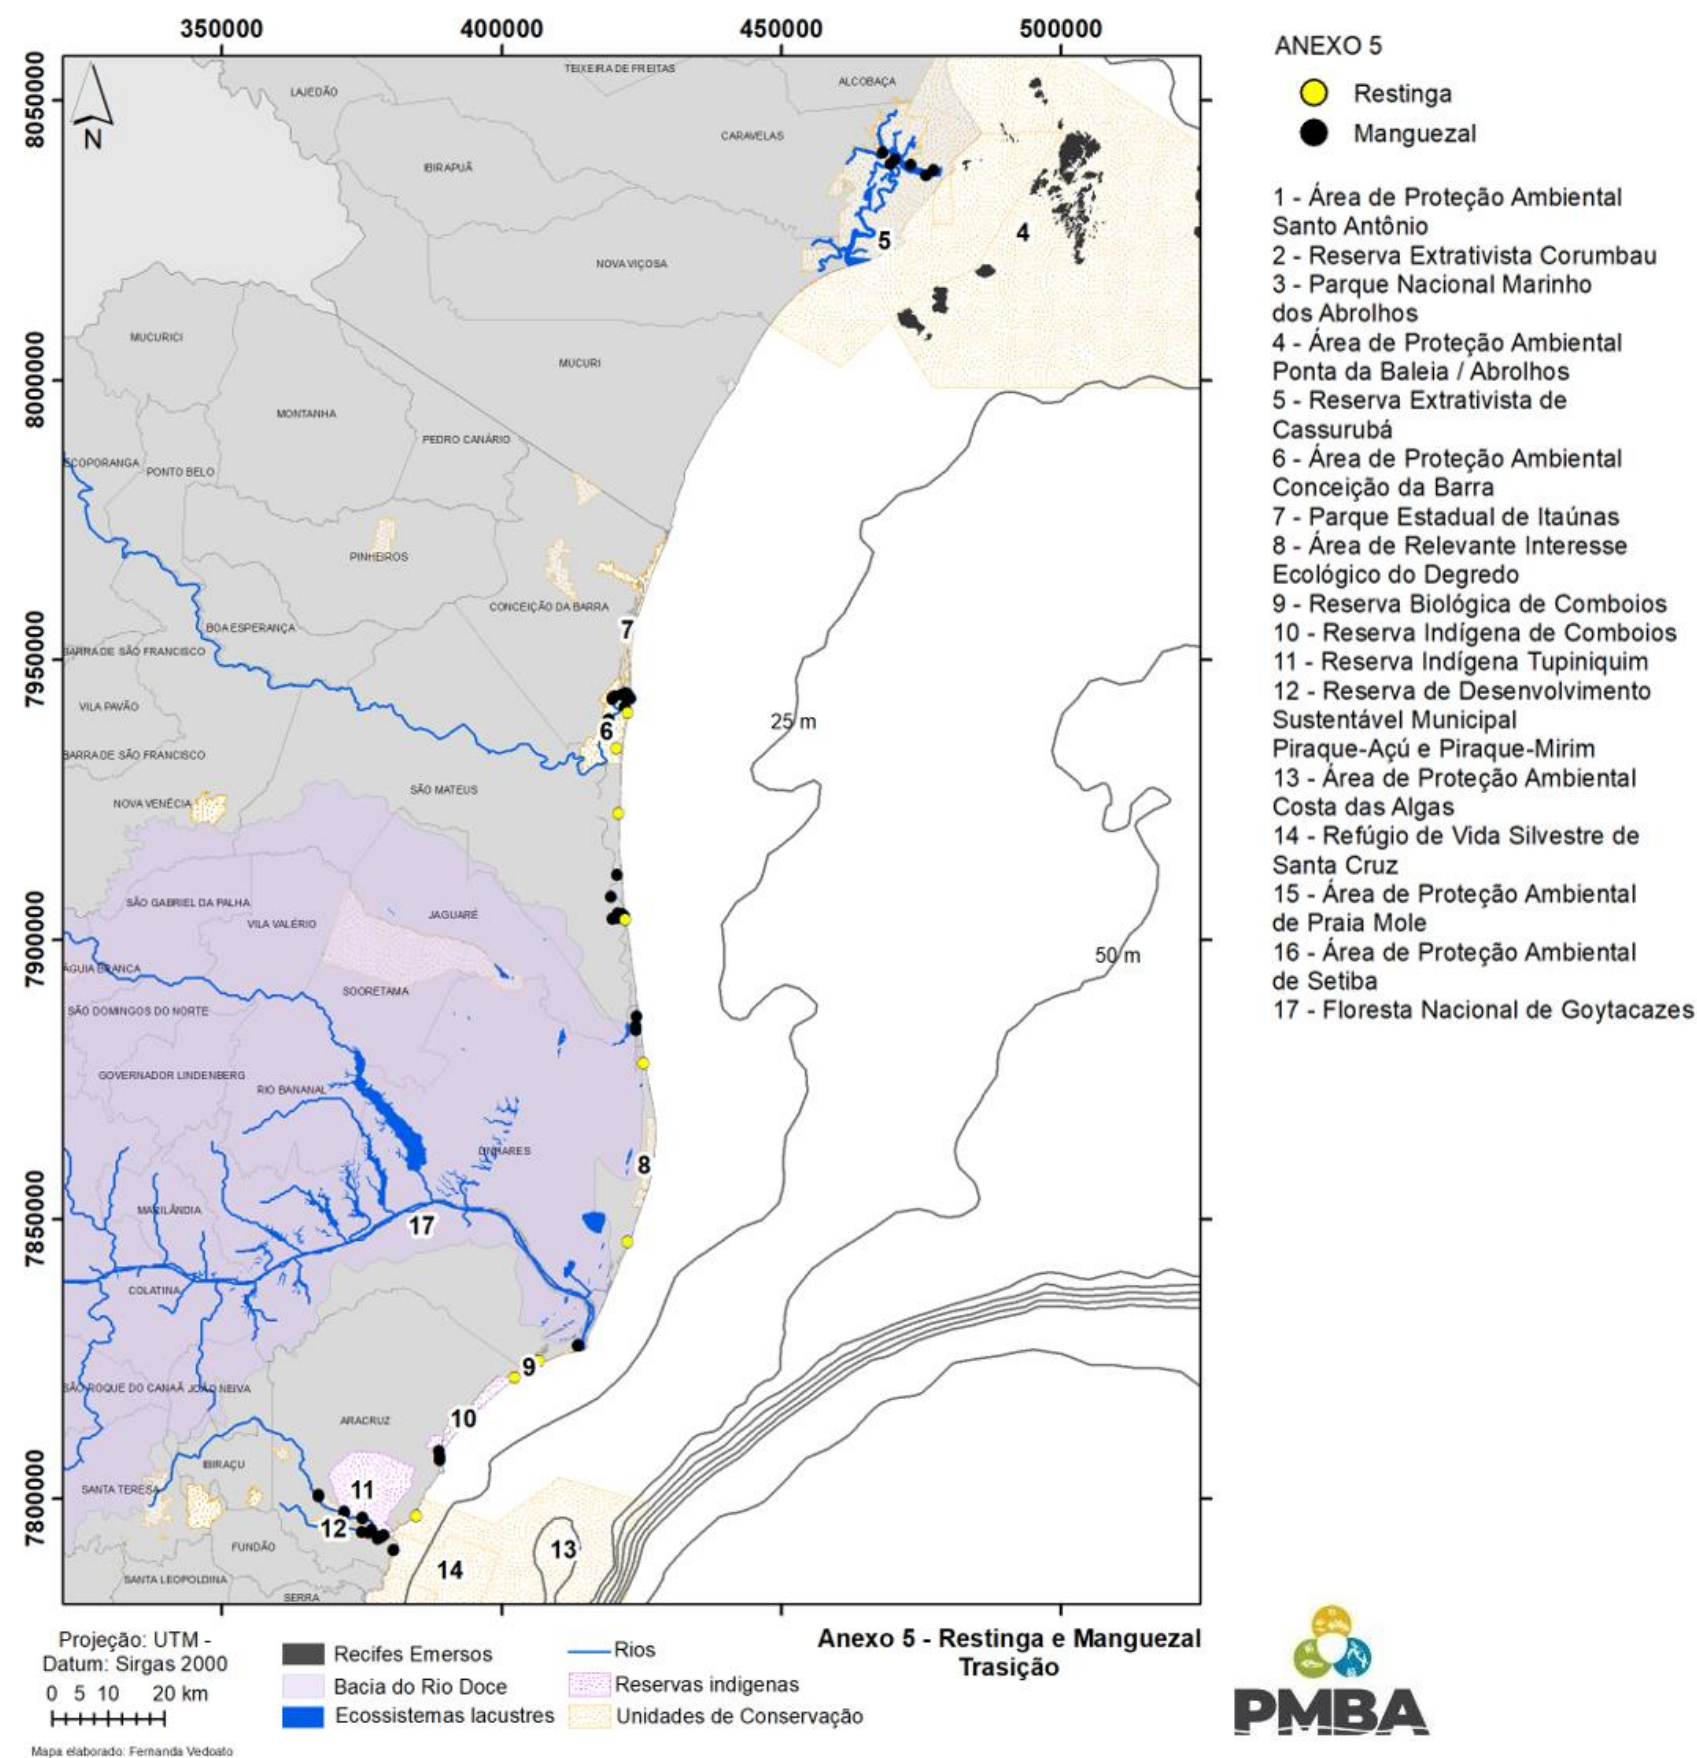 350000
400000
450000
500000
ANEXO 5
Restinga
Manguezal
1 - Área de Proteção Ambiental
Santo Antônio
2 - Reserva Extrativista Corumbau
3 - Parque Nacional Marinho
dos Abrolhos
4 - Área de Proteção Ambiental
Ponta da Baleia / Abrolhos
5 - Reserva Extrativista de
Cassurubá
6 - Área de Proteção Ambiental
Conceição da Barra
7 - Parque Estadual de Itaúnas
8 - Área de Relevante Interesse
Ecológico do Degredo
9 - Reserva Biológica de Comboios
10 - Reserva Indígena de Comboios
11 - Reserva Indígena Tupiniquim
12 - Reserva de Desenvolvimento
Sustentável Municipal
Piraque-Açú e Piraque-Mirim
13 - Área de Proteção Ambiental
Costa das Algas
14 - Refúgio de Vida Silvestre de
Santa Cruz
15 - Área de Proteção Ambiental
de Praia Mole
16 - Área de Proteção Ambiental
de Setiba
17 - Floresta Nacional de Goytacazes
8050000
8000000
7950000
7900000
7850000
7800000
N
TEIXEIRA DE FREITAS
LAJEDÃO
ALCOBAÇA
CARAVELAS
IBIRAPUÃ
5
4
NOVA VIÇOSA
MUCURICI
MUCURI
MONTANHA
PEDRO CANÁRIO
ECOPORANGA
PONTO BELO
PINHEIROS
CONCEIÇÃO DA BARRA
BOA ESPERANÇA
7
BARRA DE SÃO FRANCISCO
VILA PAVÃO
25 m
6
BARRA DE SÃO FRANCISCO
SÃO MATEUS
NOVA VENÉCIA
SÃO GABRIEL DA PALHA
JAGUARÉ
VILA VALÉRIO
50 m
ÁGUIA BRANCA
SOORETAMA
SÃO DOMINGOS DO NORTE
GOVERNADOR LINDENBERG
RIO BANANAL
LINHARES
8
MARILÂNDIA
17
COLATINA
9
SÃO ROQUE DO CANAÃ
JOÃO NEIVA
10
ARACRUZ
IBIRAÇU
SANTA TERESA
11
12
FUNDÃO
13
14
SANTA LEOPOLDINA
SERRA
Projeção: UTM -
Datum: Sirgas 2000
0 5 10 20 km
Mapa elaborado: Fernanda Vedoato
Recifes Emersos
Bacia do Rio Doce
Ecossistemas lacustres
Rios
Reservas indigenas
Unidades de Conservação
Anexo 5 - Restinga e Manguezal
Trasição
PMBA